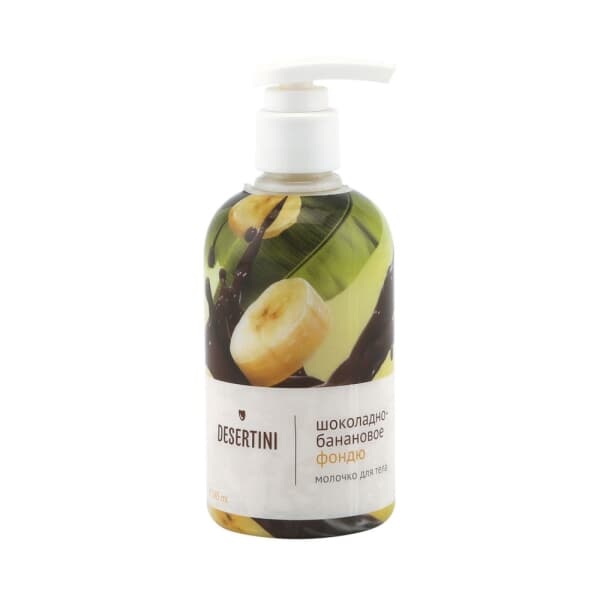 DESERTINI
шоколадно-
банановое
фондю
молочко для тела